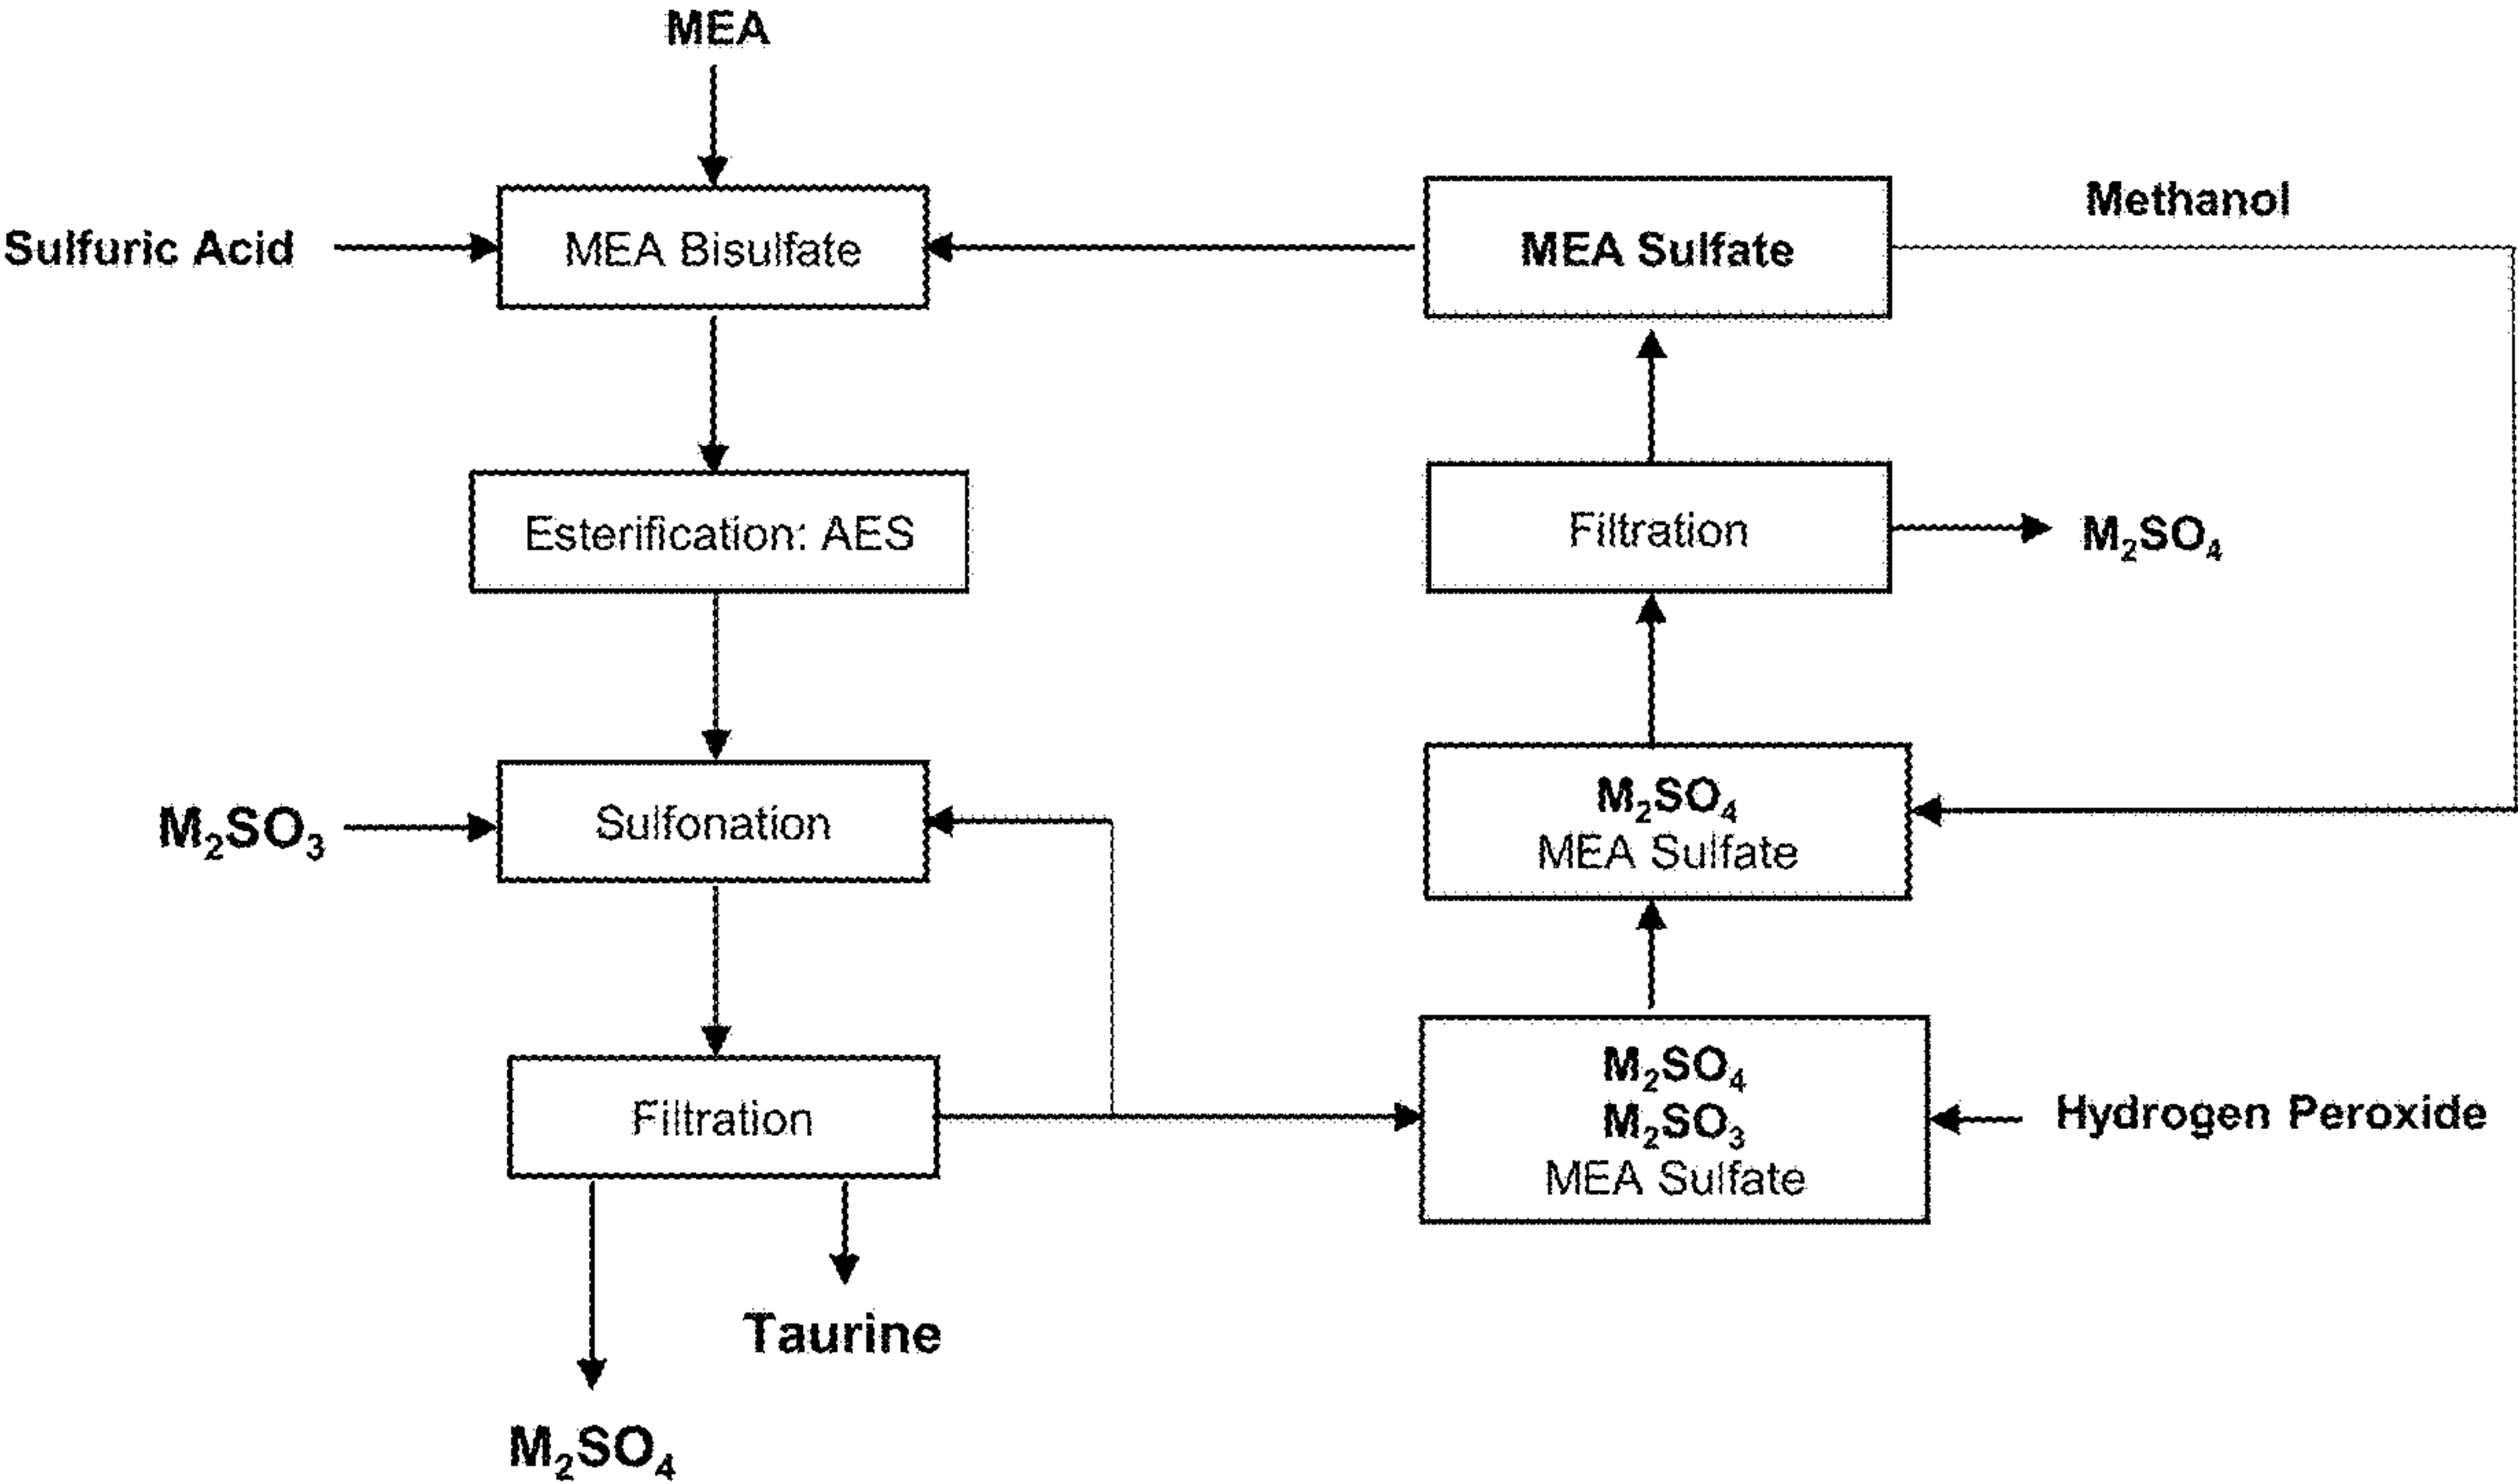 MEA
Sulfuric Acid
MEA Bisulfate
MEA Sulfate
Methanol
Esterification: AES
Filtration
M₂SO₄
M₂SO₃
Sulfonation
M₂SO₄
MEA Sulfate
Filtration
M₂SO₄
M₂SO₃
MEA Sulfate
Hydrogen Peroxide
Taurine
M₂SO₄